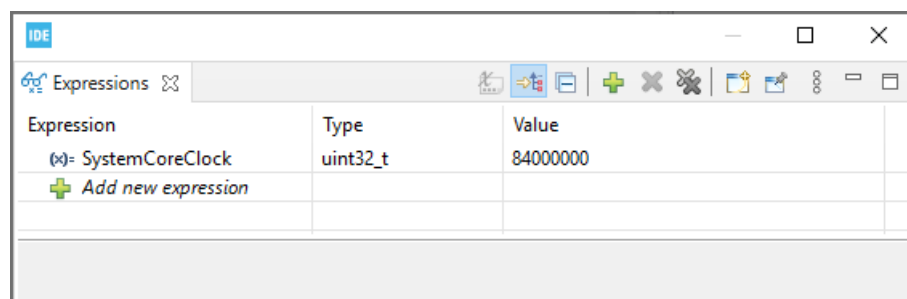 IDE
Expressions
Expression Type Value
(x)= SystemCoreClock uint32_t 84000000
Add new expression